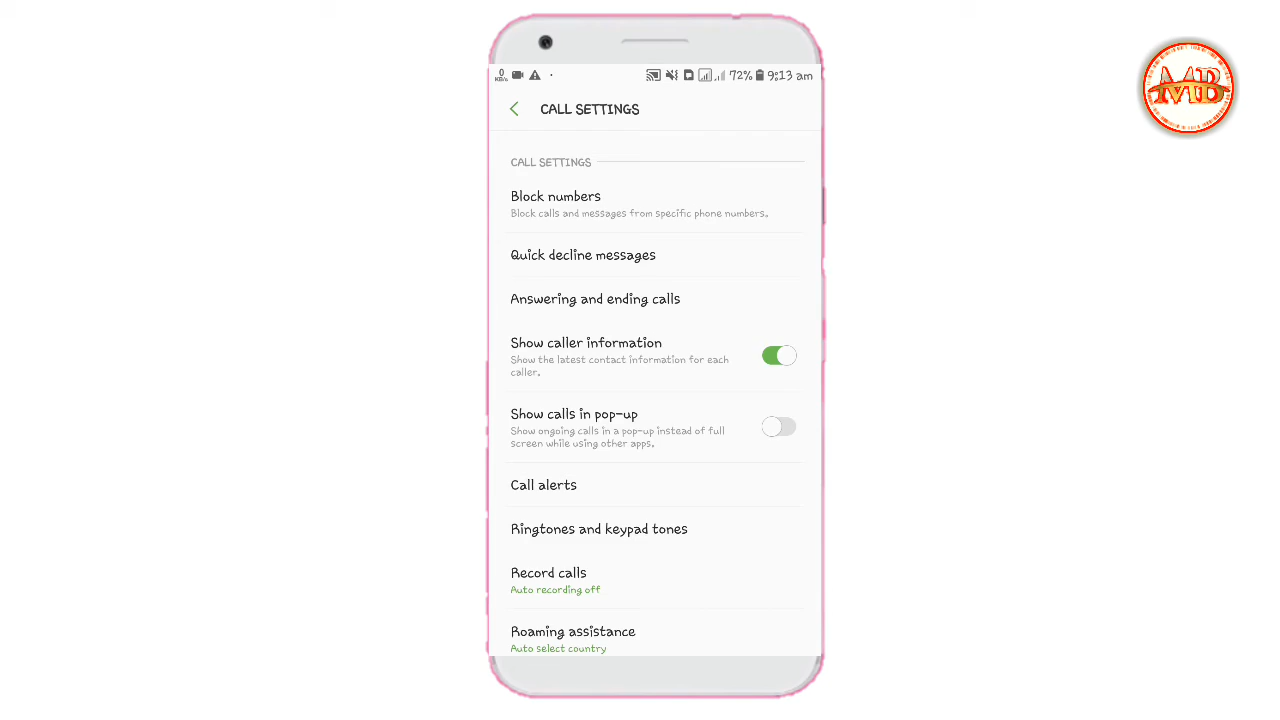 MB
0
KB/s
72% 9:13 am
CALL SETTINGS
CALL SETTINGS
Block numbers
Block calls and messages from specific phone numbers.
Quick decline messages
Answering and ending calls
Show caller information
Show the latest contact information for each
caller.
Show calls in pop-up
Show ongoing calls in a pop-up instead of full
screen while using other apps.
Call alerts
Ringtones and keypad tones
Record calls
Auto recording off
Roaming assistance
Auto select country